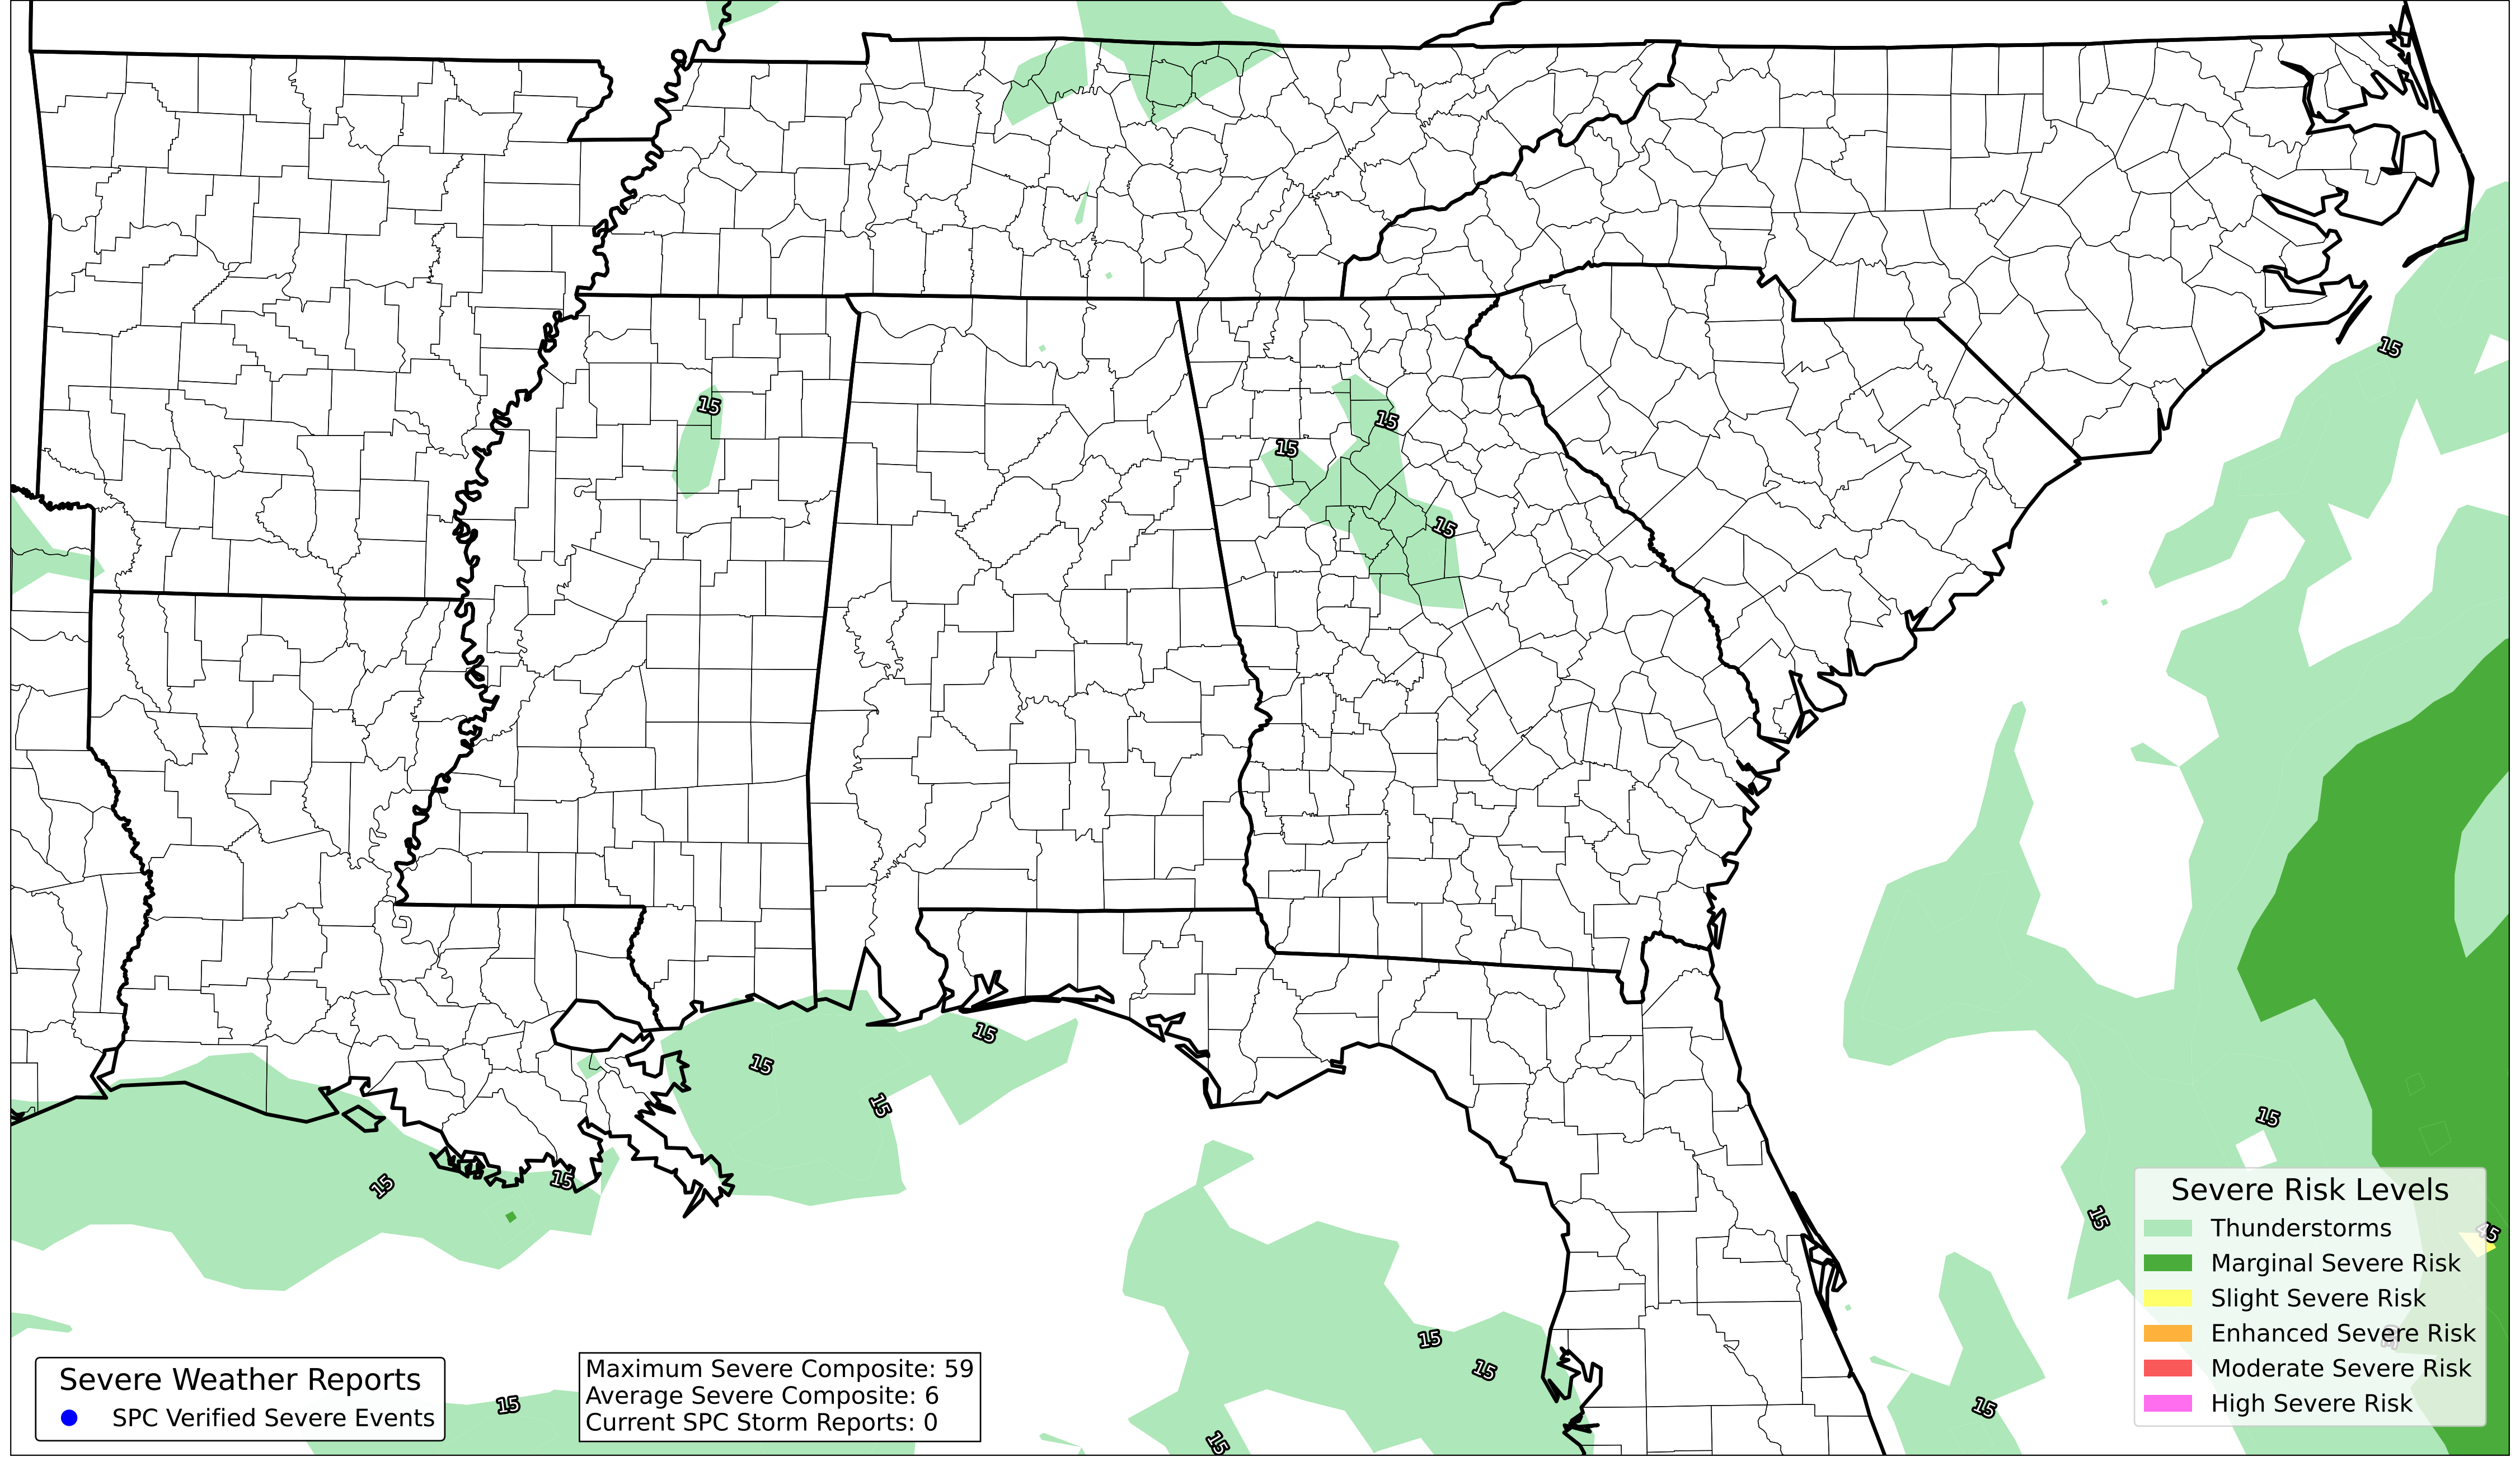 15
15
15
15
15
15
15
15
15
15
15
15
15
45
Severe Risk Levels
Thunderstorms
Marginal Severe Risk
Slight Severe Risk
Enhanced Severe Risk
Moderate Severe Risk
High Severe Risk
15
15
15
15
15
Severe Weather Reports
SPC Verified Severe Events
Maximum Severe Composite: 59
Average Severe Composite: 6
Current SPC Storm Reports: 0